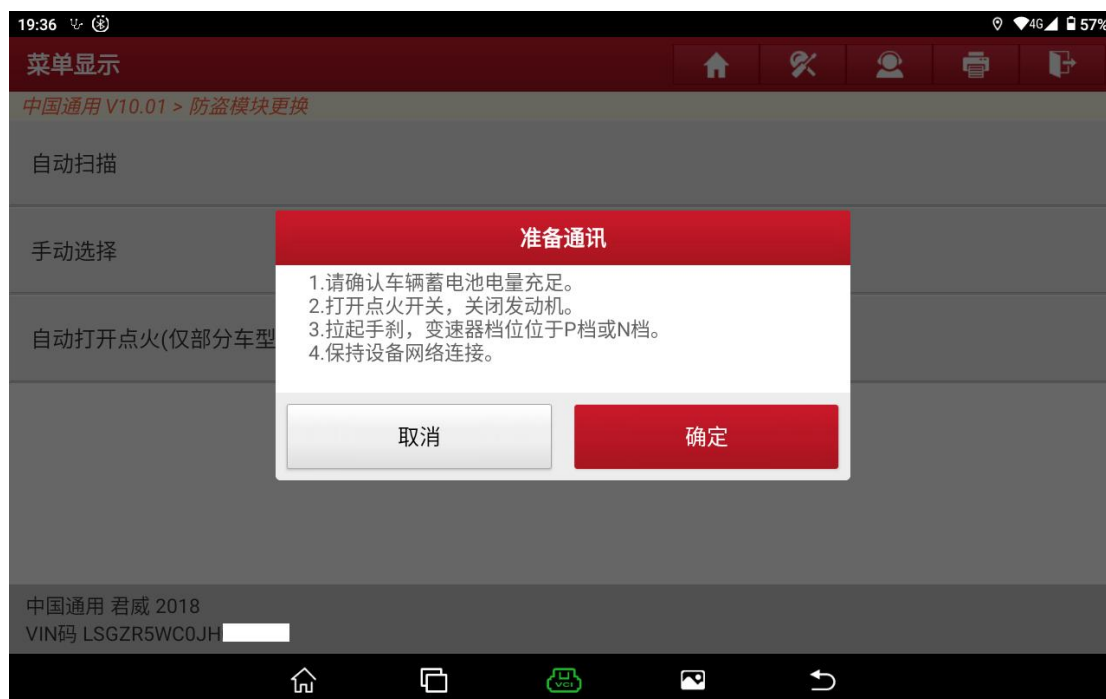 19:36
4G 57%
菜单显示
中国通用 V10.01 > 防盗模块更换
自动扫描
手动选择
自动打开点火(仅部分车型
准备通讯
1.请确认车辆蓄电池电量充足。
2.打开点火开关，关闭发动机。
3.拉起手刹，变速器档位位于P档或N档。
4.保持设备网络连接。
取消
确定
中国通用 君威 2018
VIN码 LSGZR5WC0JH
VCI